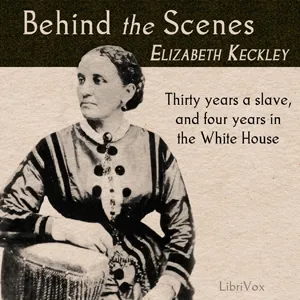 Behind the Scenes
ELIZABETH KECKLEY
Thirty years a slave,
and four years in
the White House
LibriVox